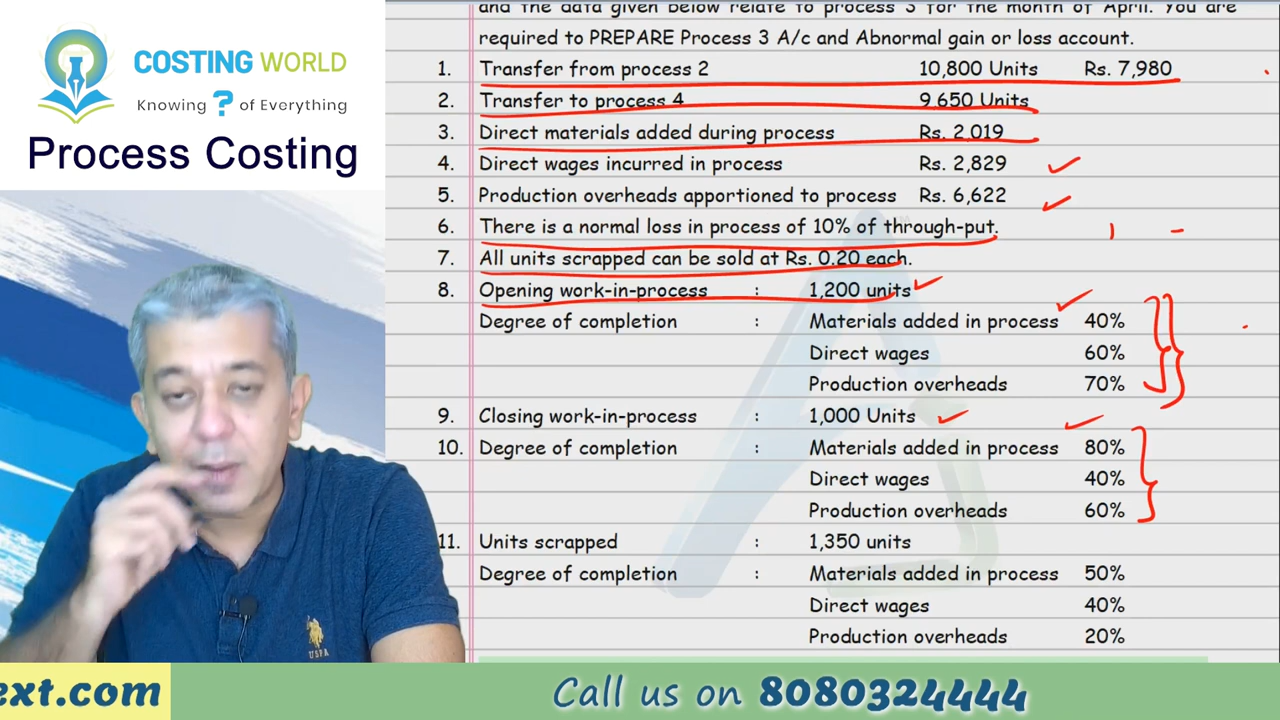 and the data given below relate to process 3 for the month of April. You are
required to PREPARE Process 3 A/c and Abnormal gain or loss account.
COSTING WORLD
Knowing ? of Everything
Process Costing
1. Transfer from process 2 10,800 Units Rs. 7,980
2. Transfer to process 4 9,650 Units
3. Direct materials added during process Rs. 2,019
4. Direct wages incurred in process Rs. 2,829
5. Production overheads apportioned to process Rs. 6,622
6. There is a normal loss in process of 10% of through-put.
7. All units scrapped can be sold at Rs. 0.20 each.
8. Opening work-in-process : 1,200 units
Degree of completion : Materials added in process 40%
Direct wages 60%
Production overheads 70%
9. Closing work-in-process : 1,000 Units
10. Degree of completion : Materials added in process 80%
Direct wages 40%
Production overheads 60%
11. Units scrapped : 1,350 units
Degree of completion : Materials added in process 50%
Direct wages 40%
Production overheads 20%
USPA
ext.com
Call us on 8080324444